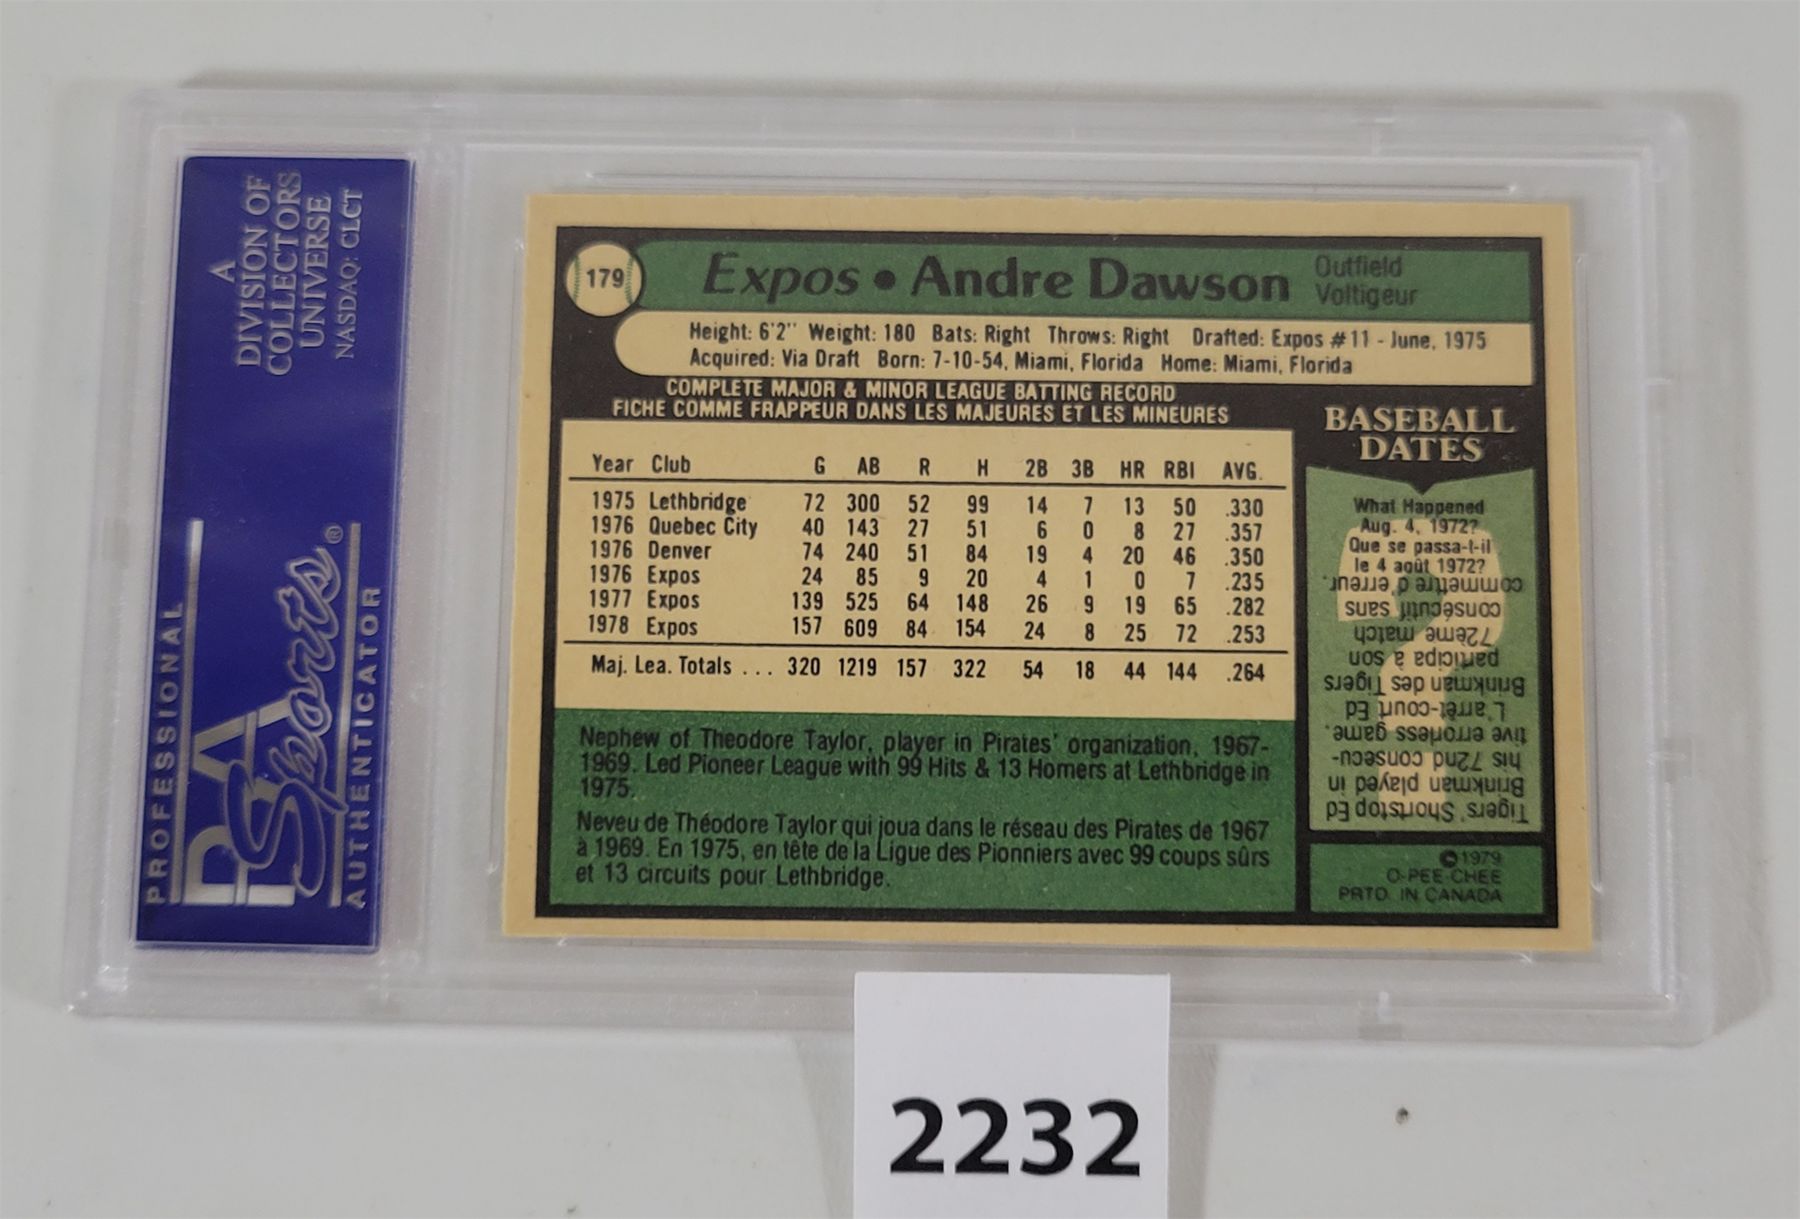 A
DIVISION OF
COLLECTORS
UNIVERSE
NASDAQ: CLCT
PROFESSIONAL
PSA
Sports®
AUTHENTICATOR
179
Expos • Andre Dawson
Outfield
Voltigeur
Height: 6'2" Weight: 180 Bats: Right Throws: Right Drafted: Expos #11 - June, 1975
Acquired: Via Draft Born: 7-10-54, Miami, Florida Home: Miami, Florida
COMPLETE MAJOR & MINOR LEAGUE BATTING RECORD
FICHE COMME FRAPPEUR DANS LES MAJEURES ET LES MINEURES
Year Club G AB R H 2B 3B HR RBI AVG.
1975 Lethbridge 72 300 52 99 14 7 13 50 .330
1976 Quebec City 40 143 27 51 6 0 8 27 .357
1976 Denver 74 240 51 84 19 4 20 46 .350
1976 Expos 24 85 9 20 4 1 0 7 .235
1977 Expos 139 525 64 148 26 9 19 65 .282
1978 Expos 157 609 84 154 24 8 25 72 .253
Maj. Lea. Totals ... 320 1219 157 322 54 18 44 144 .264
Nephew of Theodore Taylor, player in Pirates' organization, 1967-
1969. Led Pioneer League with 99 Hits & 13 Homers at Lethbridge in
1975.
Neveu de Théodore Taylor qui joua dans le réseau des Pirates de 1967
à 1969. En 1975, en tête de la Ligue des Pionniers avec 99 coups sûrs
et 13 circuits pour Lethbridge.
BASEBALL
DATES
What Happened
Aug. 4, 1972?
Que se passa-t-il
le 4 août 1972?
Tigers' Shortstop Ed
Brinkman played in
his 72nd consecu-
tive errorless game.
L'arrêt-court Ed
Brinkman des Tigers
participa à son
72ème match
consécutif sans
commettre d'erreur.
©1979
O-PEE-CHEE
PRTD. IN CANADA
2232